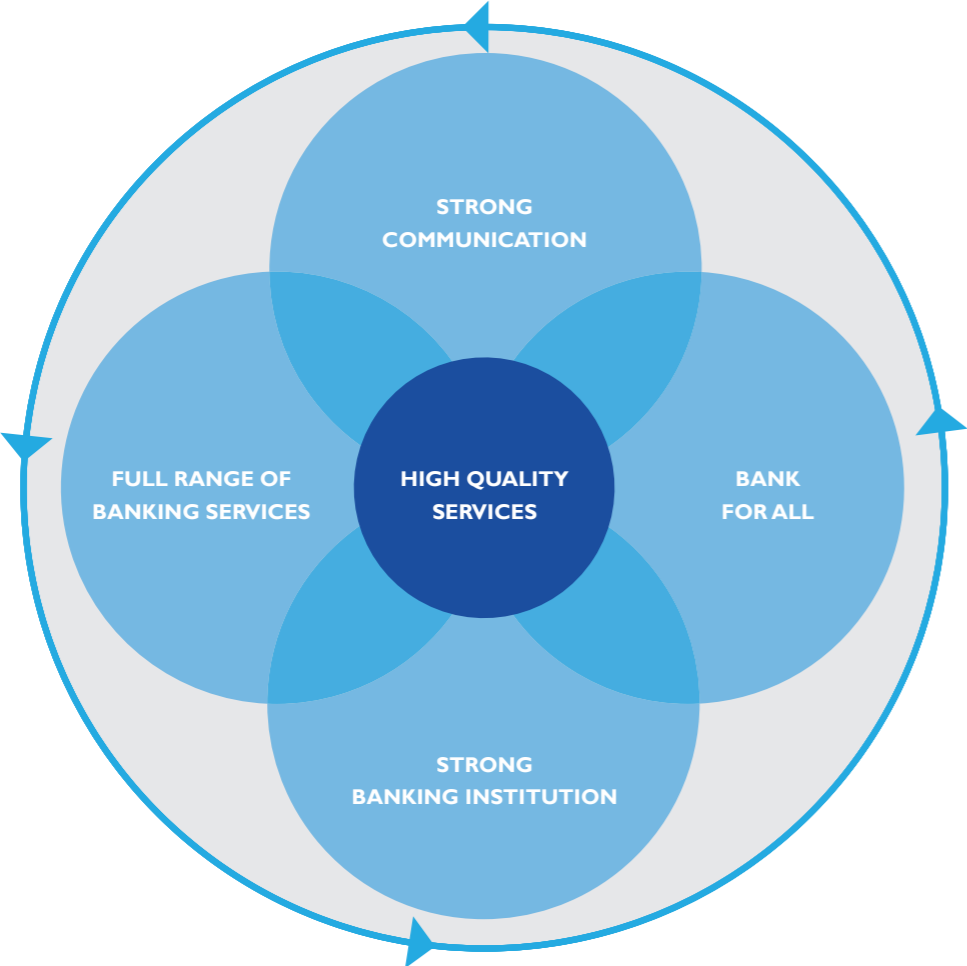 STRONG
COMMUNICATION
FULL RANGE OF
BANKING SERVICES
HIGH QUALITY
SERVICES
BANK
FOR ALL
STRONG
BANKING INSTITUTION